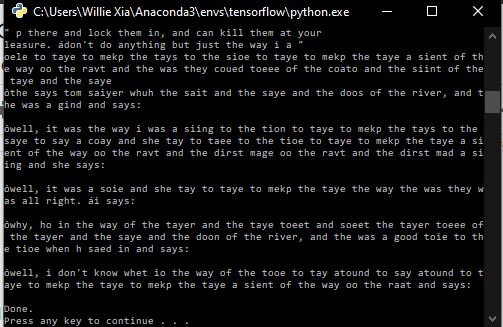 C:\Users\Willie Xia\Anaconda3\envs\tensorflow\python.exe
" p there and lock them in, and can kill them at your
leasure. ádon't do anything but just the way i a "
oele to taye to mekp the tays to the sioe to taye to mekp the taye a sient of th
e way oo the ravt and the was they coued toeee of the coato and the siint of the
 taye and the saye
óthe says tom saiyer whuh the sait and the saye and the doos of the river, and t
he was a gind and says:
ówell, it was the way i was a siing to the tion to taye to mekp the tays to the
saye to say a coay and she tay to taee to the tioe to taye to mekp the taye a si
ent of the way oo the ravt and the dirst mage oo the ravt and the dirst mad a si
ing and she says:
ówell, it was a soie and she tay to taye to mekp the taye the way the was they w
as all right. ái says:
ówhy, ho in the way of the tayer and the taye toeet and soeet the tayer toeee of
 the tayer and the saye and the doon of the river, and the was a good toie to th
e tioe when h saed in and says:
ówell, i don't know whet io the way of the tooe to tay atound to say atound to t
aye to mekp the taye to mekp the taye a sient of the way oo the raat and says:
Done.
Press any key to continue . . .